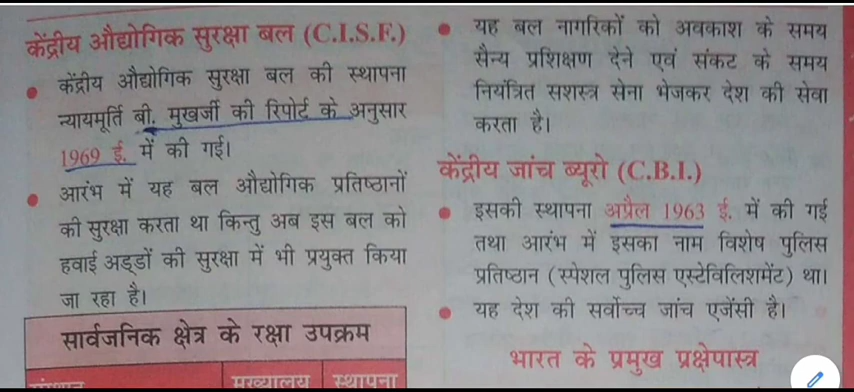 केंद्रीय औद्योगिक सुरक्षा बल (C.I.S.F.)
केंद्रीय औद्योगिक सुरक्षा बल की स्थापना
न्यायमूर्ति बी. मुखर्जी की रिपोर्ट के अनुसार
1969 ई. में की गई।
आरंभ में यह बल औद्योगिक प्रतिष्ठानों
की सुरक्षा करता था किन्तु अब इस बल को
हवाई अड्डों की सुरक्षा में भी प्रयुक्त किया
जा रहा है।
सार्वजनिक क्षेत्र के रक्षा उपक्रम
मुख्यालय
स्थापना
यह बल नागरिकों को अवकाश के समय
सैन्य प्रशिक्षण देने एवं संकट के समय
नियंत्रित सशस्त्र सेना भेजकर देश की सेवा
करता है।
केंद्रीय जांच ब्यूरो (C.B.I.)
इसकी स्थापना अप्रैल 1963 ई. में की गई
तथा आरंभ में इसका नाम विशेष पुलिस
प्रतिष्ठान (स्पेशल पुलिस एस्टेविलिशमेंट) था।
यह देश की सर्वोच्च जांच एजेंसी है।
भारत के प्रमुख प्रक्षेपास्त्र